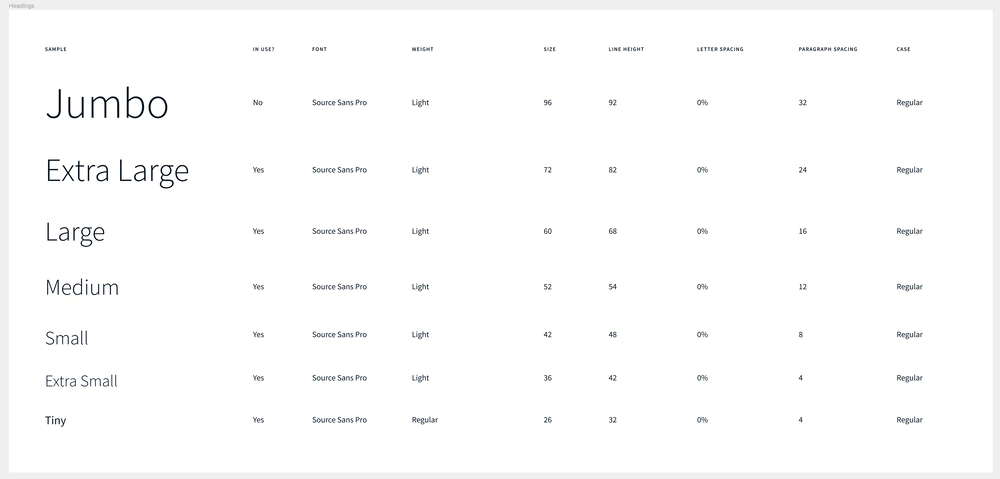 Headings
SAMPLE IN USE? FONT WEIGHT SIZE LINE HEIGHT LETTER SPACING PARAGRAPH SPACING CASE
Jumbo No Source Sans Pro Light 96 92 0% 32 Regular
Extra Large Yes Source Sans Pro Light 72 82 0% 24 Regular
Large Yes Source Sans Pro Light 60 68 0% 16 Regular
Medium Yes Source Sans Pro Light 52 54 0% 12 Regular
Small Yes Source Sans Pro Light 42 48 0% 8 Regular
Extra Small Yes Source Sans Pro Light 36 42 0% 4 Regular
Tiny Yes Source Sans Pro Regular 26 32 0% 4 Regular